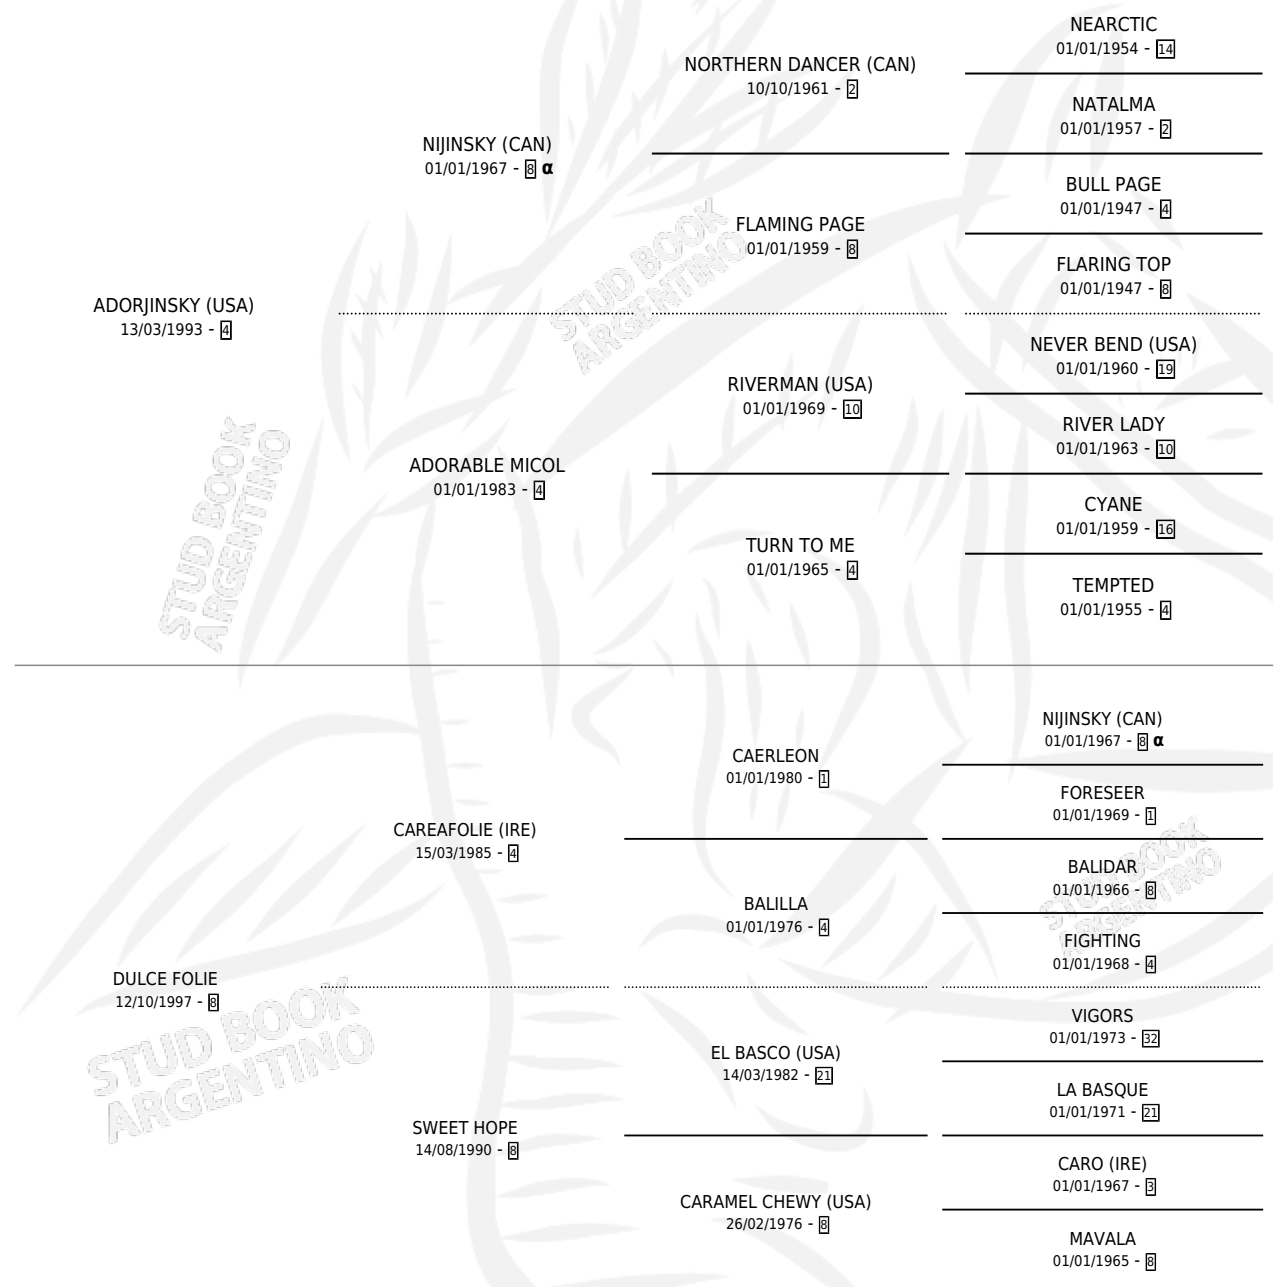 NEARCTIC
01/01/1954 - 14
NORTHERN DANCER (CAN)
10/10/1961 - 2
NATALMA
01/01/1957 - 2
NIJINSKY (CAN)
01/01/1967 - 8 α
BULL PAGE
01/01/1947 - 4
FLAMING PAGE
01/01/1959 - 8
FLARING TOP
01/01/1947 - 8
ADORJINSKY (USA)
13/03/1993 - 4
NEVER BEND (USA)
01/01/1960 - 19
RIVERMAN (USA)
01/01/1969 - 10
RIVER LADY
01/01/1963 - 10
ADORABLE MICOL
01/01/1983 - 4
CYANE
01/01/1959 - 16
TURN TO ME
01/01/1965 - 4
TEMPTED
01/01/1955 - 4
NIJINSKY (CAN)
01/01/1967 - 8 α
CAERLEON
01/01/1980 - 1
FORESEER
01/01/1969 - 1
CAREAFOLIE (IRE)
15/03/1985 - 4
BALIDAR
01/01/1966 - 8
BALILLA
01/01/1976 - 4
FIGHTING
01/01/1968 - 4
DULCE FOLIE
12/10/1997 - 8
VIGORS
01/01/1973 - 32
EL BASCO (USA)
14/03/1982 - 21
LA BASQUE
01/01/1971 - 21
SWEET HOPE
14/08/1990 - 8
CARO (IRE)
01/01/1967 - 3
CARAMEL CHEWY (USA)
26/02/1976 - 8
MAVALA
01/01/1965 - 8
STUD BOOK
ARGENTINO
STUD BOOK
ARGENTINO
STUD BOOK
ARGENTINO
STUD BOOK
ARGENTINO